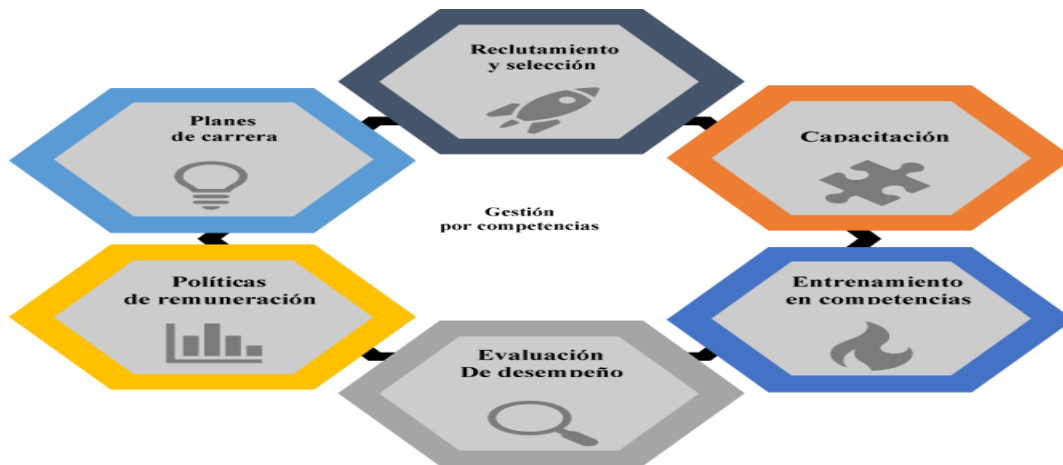 Reclutamiento
y selección
Planes
de carrera
Capacitación
Gestión
por competencias
Políticas
de remuneración
Entrenamiento
en competencias
Evaluación
De desempeño